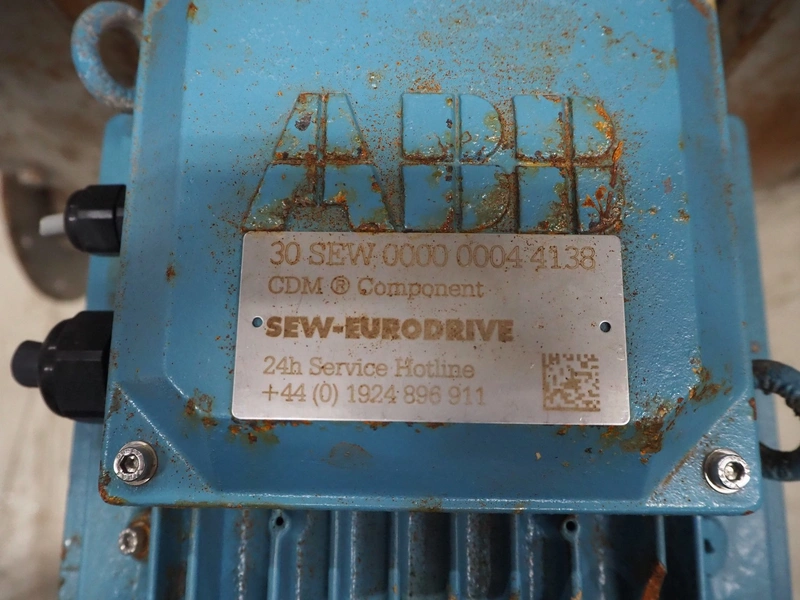 ABB
30 SEW 0000 0004 4138
CDM ® Component
SEW-EURODRIVE
24h Service Hotline
+44 (0) 1924 896 911